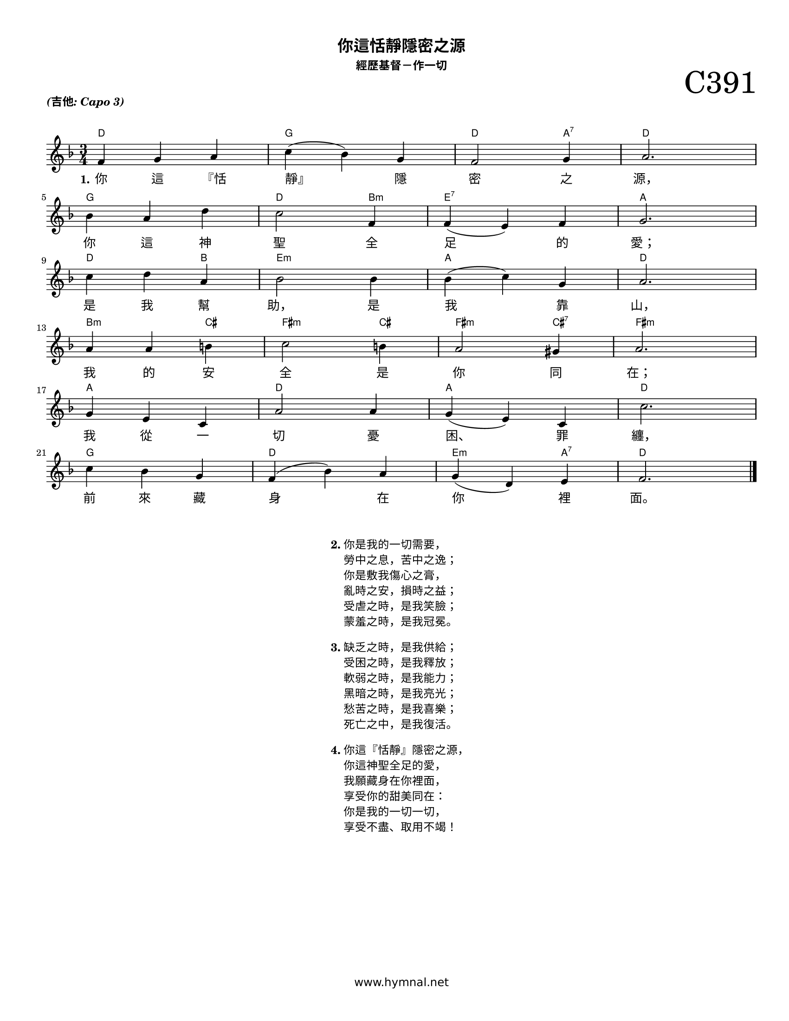 你這恬靜隱密之源
經歷基督－作一切
C391
(吉他: Capo 3)
D G D A7 D
1. 你 這 『恬 靜』 隱 密 之 源，
5 G D Bm E7 A
你 這 神 聖 全 足 的 愛；
9 D B Em A D
是 我 幫 助， 是 我 靠 山，
13 Bm C# F#m C# F#m C#7 F#m
我 的 安 全 是 你 同 在；
17 A D A D
我 從 一 切 憂 困、 罪 纏，
21 G D Em A7 D
前 來 藏 身 在 你 裡 面。
2. 你是我的一切需要，
勞中之息，苦中之逸；
你是敷我傷心之膏，
亂時之安，損時之益；
受虐之時，是我笑臉；
蒙羞之時，是我冠冕。
3. 缺乏之時，是我供給；
受困之時，是我釋放；
軟弱之時，是我能力；
黑暗之時，是我亮光；
愁苦之時，是我喜樂；
死亡之中，是我復活。
4. 你這『恬靜』隱密之源，
你這神聖全足的愛，
我願藏身在你裡面，
享受你的甜美同在：
你是我的一切一切，
享受不盡、取用不竭！
www.hymnal.net